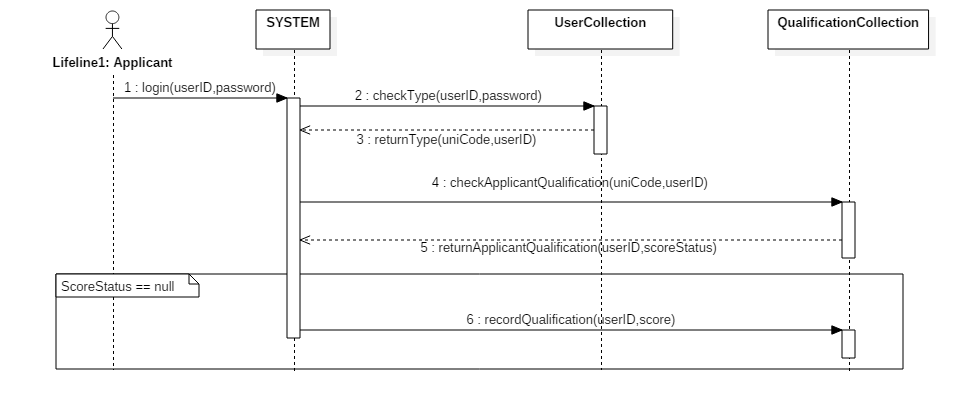 SYSTEM
UserCollection
QualificationCollection
Lifeline1: Applicant
1 : login(userID,password)
2 : checkType(userID,password)
3 : returnType(uniCode,userID)
4 : checkApplicantQualification(uniCode,userID)
5 : returnApplicantQualification(userID,scoreStatus)
ScoreStatus == null
6 : recordQualification(userID,score)